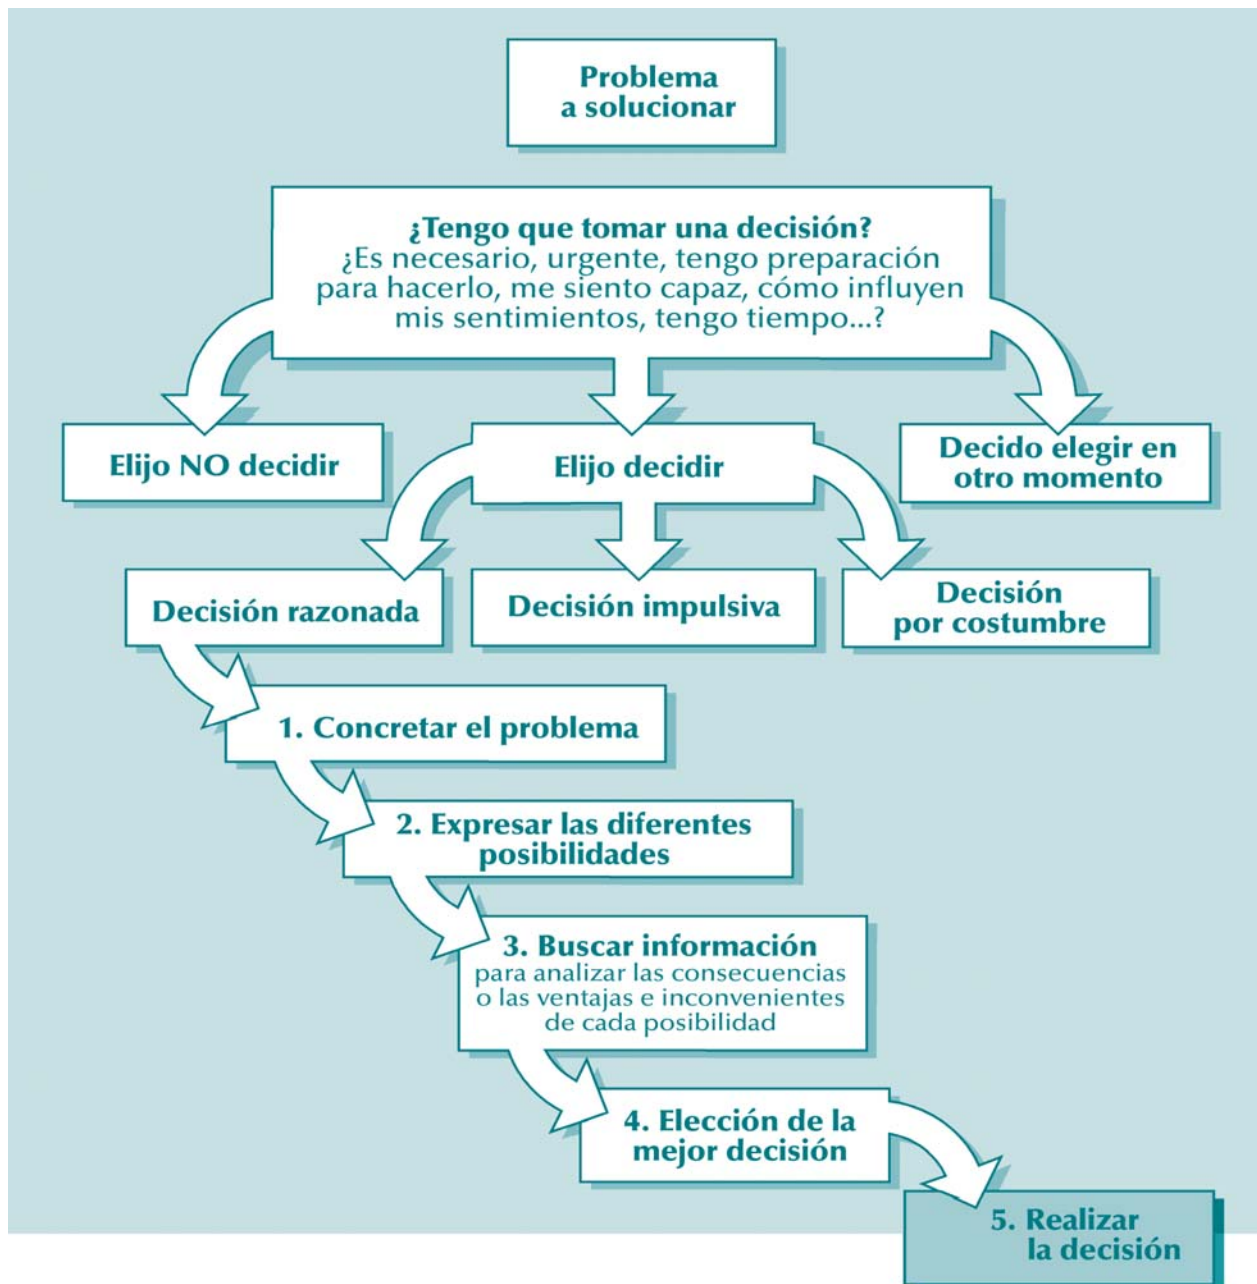 Problema
a solucionar
¿Tengo que tomar una decisión?
¿Es necesario, urgente, tengo preparación
para hacerlo, me siento capaz, cómo influyen
mis sentimientos, tengo tiempo...?
Elijo NO decidir
Elijo decidir
Decido elegir en
otro momento
Decisión razonada
Decisión impulsiva
Decisión
por costumbre
1. Concretar el problema
2. Expresar las diferentes
posibilidades
3. Buscar información
para analizar las consecuencias
o las ventajas e inconvenientes
de cada posibilidad
4. Elección de la
mejor decisión
5. Realizar
la decisión